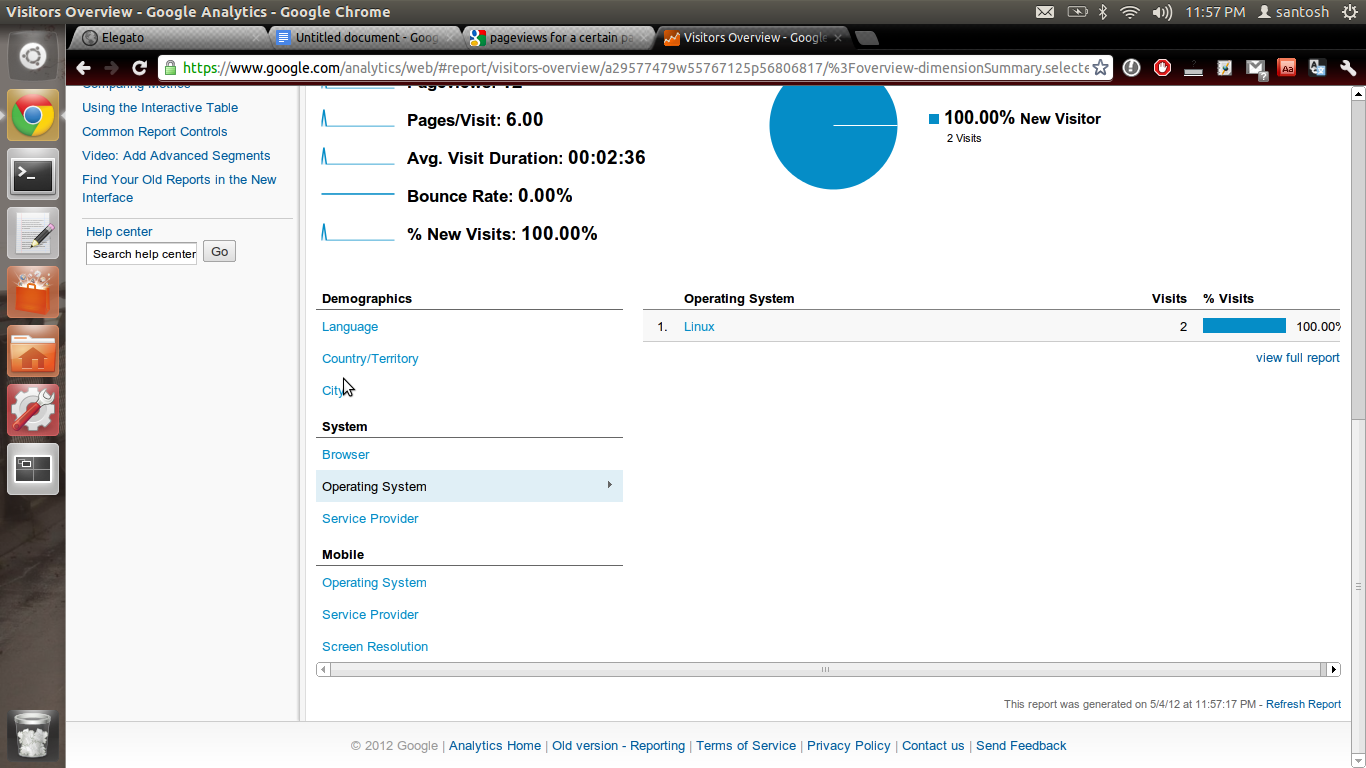 Visitors Overview - Google Analytics - Google Chrome
11:57 PM santosh
Elegato
Untitled document - Goog
pageviews for a certain pa
Visitors Overview - Google
https://www.google.com/analytics/web/#report/visitors-overview/a29577479w55767125p56806817/%3Foverview-dimensionSummary.selecte
Comparing Metrics
Using the Interactive Table
Common Report Controls
Video: Add Advanced Segments
Find Your Old Reports in the New
Interface
Help center
Search help center
Go
Pageviews: 12
Pages/Visit: 6.00
Avg. Visit Duration: 00:02:36
Bounce Rate: 0.00%
% New Visits: 100.00%
100.00% New Visitor
2 Visits
Demographics
Language
Country/Territory
City
System
Browser
Operating System
Service Provider
Mobile
Operating System
Service Provider
Screen Resolution
Operating System Visits % Visits
1. Linux 2 100.00%
view full report
This report was generated on 5/4/12 at 11:57:17 PM - Refresh Report
© 2012 Google | Analytics Home | Old version - Reporting | Terms of Service | Privacy Policy | Contact us | Send Feedback